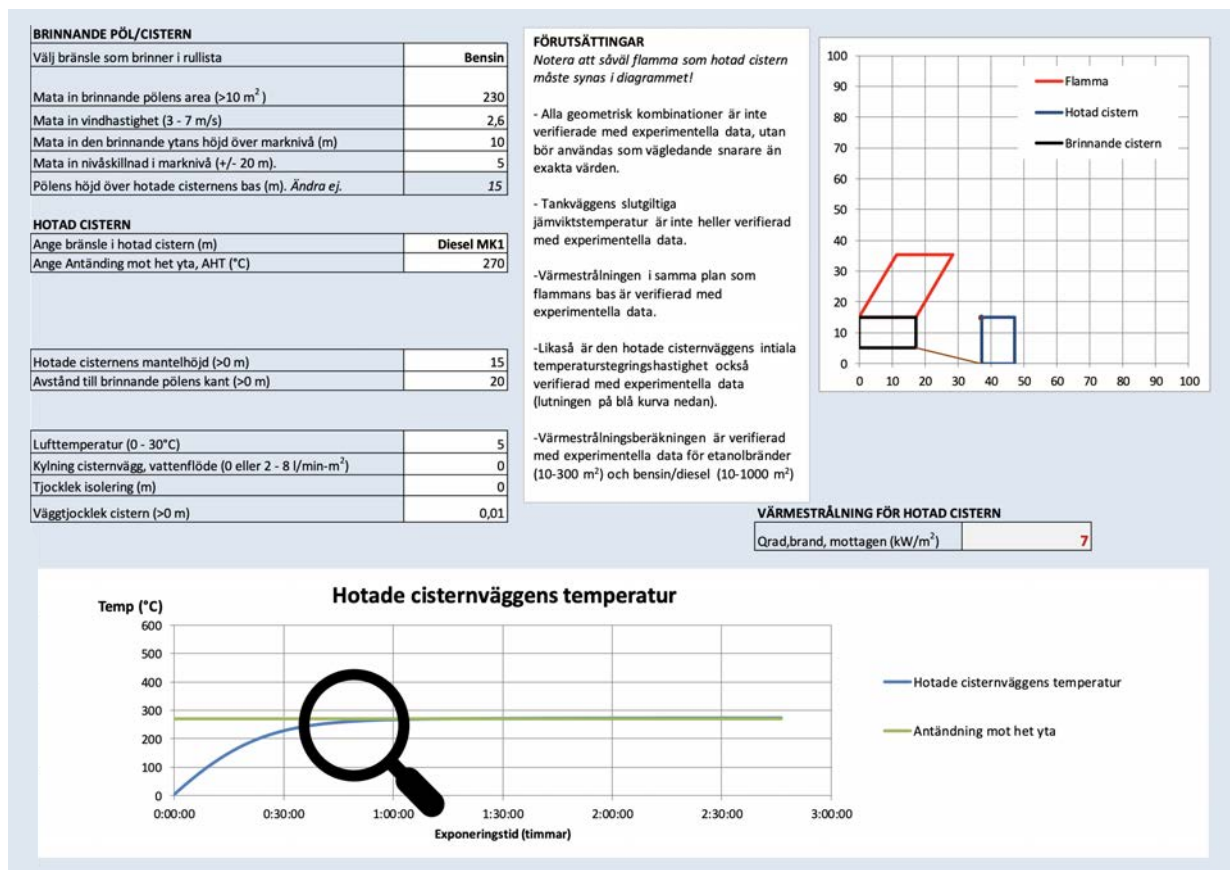 BRINNANDE PÖL/CISTERN
Välj bränsle som brinner i rullista Bensin
Mata in brinnande pölens area (>10 m²) 230
Mata in vindhastighet (3 - 7 m/s) 2,6
Mata in den brinnande ytans höjd över marknivå (m) 10
Mata in nivåskillnad i marknivå (+/- 20 m). 5
Pölens höjd över hotade cisternens bas (m). Ändra ej. 15
HOTAD CISTERN
Ange bränsle i hotad cistern (m) Diesel MK1
Ange Antänding mot het yta, AHT (°C) 270
Hotade cisternens mantelhöjd (>0 m) 15
Avstånd till brinnande pölens kant (>0 m) 20
Lufttemperatur (0 - 30°C) 5
Kylning cisternvägg, vattenflöde (0 eller 2 - 8 l/min-m²) 0
Tjocklek isolering (m) 0
Väggtjocklek cistern (>0 m) 0,01
FÖRUTSÄTTINGAR
Notera att såväl flamma som hotad cistern
måste synas i diagrammet!
- Alla geometrisk kombinationer är inte
verifierade med experimentella data, utan
bör användas som vägledande snarare än
exakta värden.
- Tankväggens slutgiltiga
jämviktstemperatur är inte heller verifierad
med experimentella data.
-Värmestrålningen i samma plan som
flammans bas är verifierad med
experimentella data.
-Likaså är den hotade cisternväggens intiala
temperaturstegringshastighet också
verifierad med experimentella data
(lutningen på blå kurva nedan).
-Värmestrålningsberäkningen är verifierad
med experimentella data för etanolbränder
(10-300 m²) och bensin/diesel (10-1000 m²)
100
90
80
70
60
50
40
30
20
10
0
0 10 20 30 40 50 60 70 80 90 100
Flamma
Hotad cistern
Brinnande cistern
VÄRMESTRÅLNING FÖR HOTAD CISTERN
Qrad,brand, mottagen (kW/m²) 7
Hotade cisternväggens temperatur
Temp (°C)
600
500
400
300
200
100
0
0:00:00 0:30:00 1:00:00 1:30:00 2:00:00 2:30:00 3:00:00
Exponeringstid (timmar)
Hotade cisternväggens temperatur
Antändning mot het yta